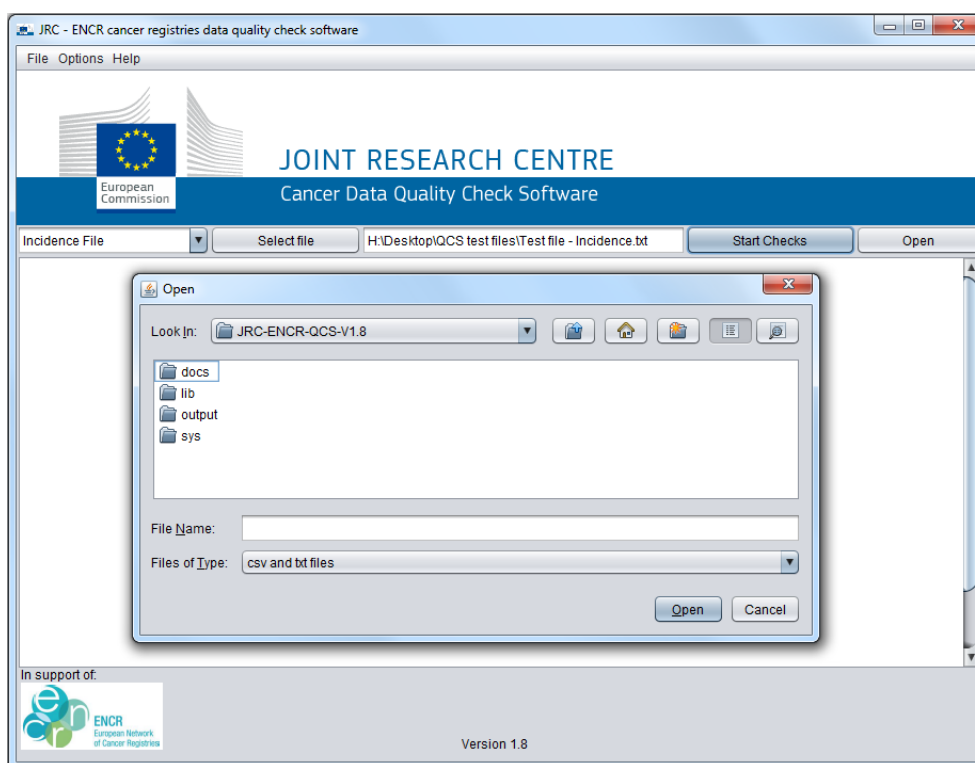 JRC - ENCR cancer registries data quality check software
File Options Help
European
Commission
JOINT RESEARCH CENTRE
Cancer Data Quality Check Software
Incidence File Select file H:\Desktop\QCS test files\Test file - Incidence.txt Start Checks Open
Open
Look In: JRC-ENCR-QCS-V1.8
docs
lib
output
sys
File Name:
Files of Type: csv and txt files
Open Cancel
In support of:
encr
ENCR
European Network
of Cancer Registries
Version 1.8